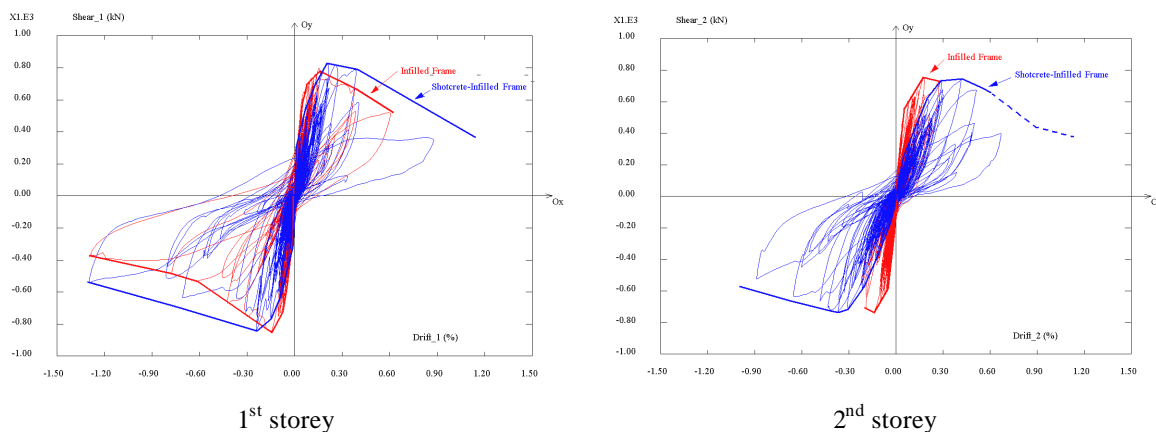 X1.E3 Shear_1 (kN) Oy
1.00
0.80
0.60
0.40
0.20
0.00
-0.20
-0.40
-0.60
-0.80
-1.00
Infilled_Frame
Shotcrete-Infilled_Frame
Ox
Drift_1 (%)
-1.50 -1.20 -0.90 -0.60 -0.30 0.00 0.30 0.60 0.90 1.20 1.50
1st storey
X1.E3 Shear_2 (kN) Oy
1.00
0.80
0.60
0.40
0.20
0.00
-0.20
-0.40
-0.60
-0.80
-1.00
Infilled Frame
Shotcrete-Infilled Frame
Drift_2 (%)
-1.50 -1.20 -0.90 -0.60 -0.30 0.00 0.30 0.60 0.90 1.20 1.50
2nd storey